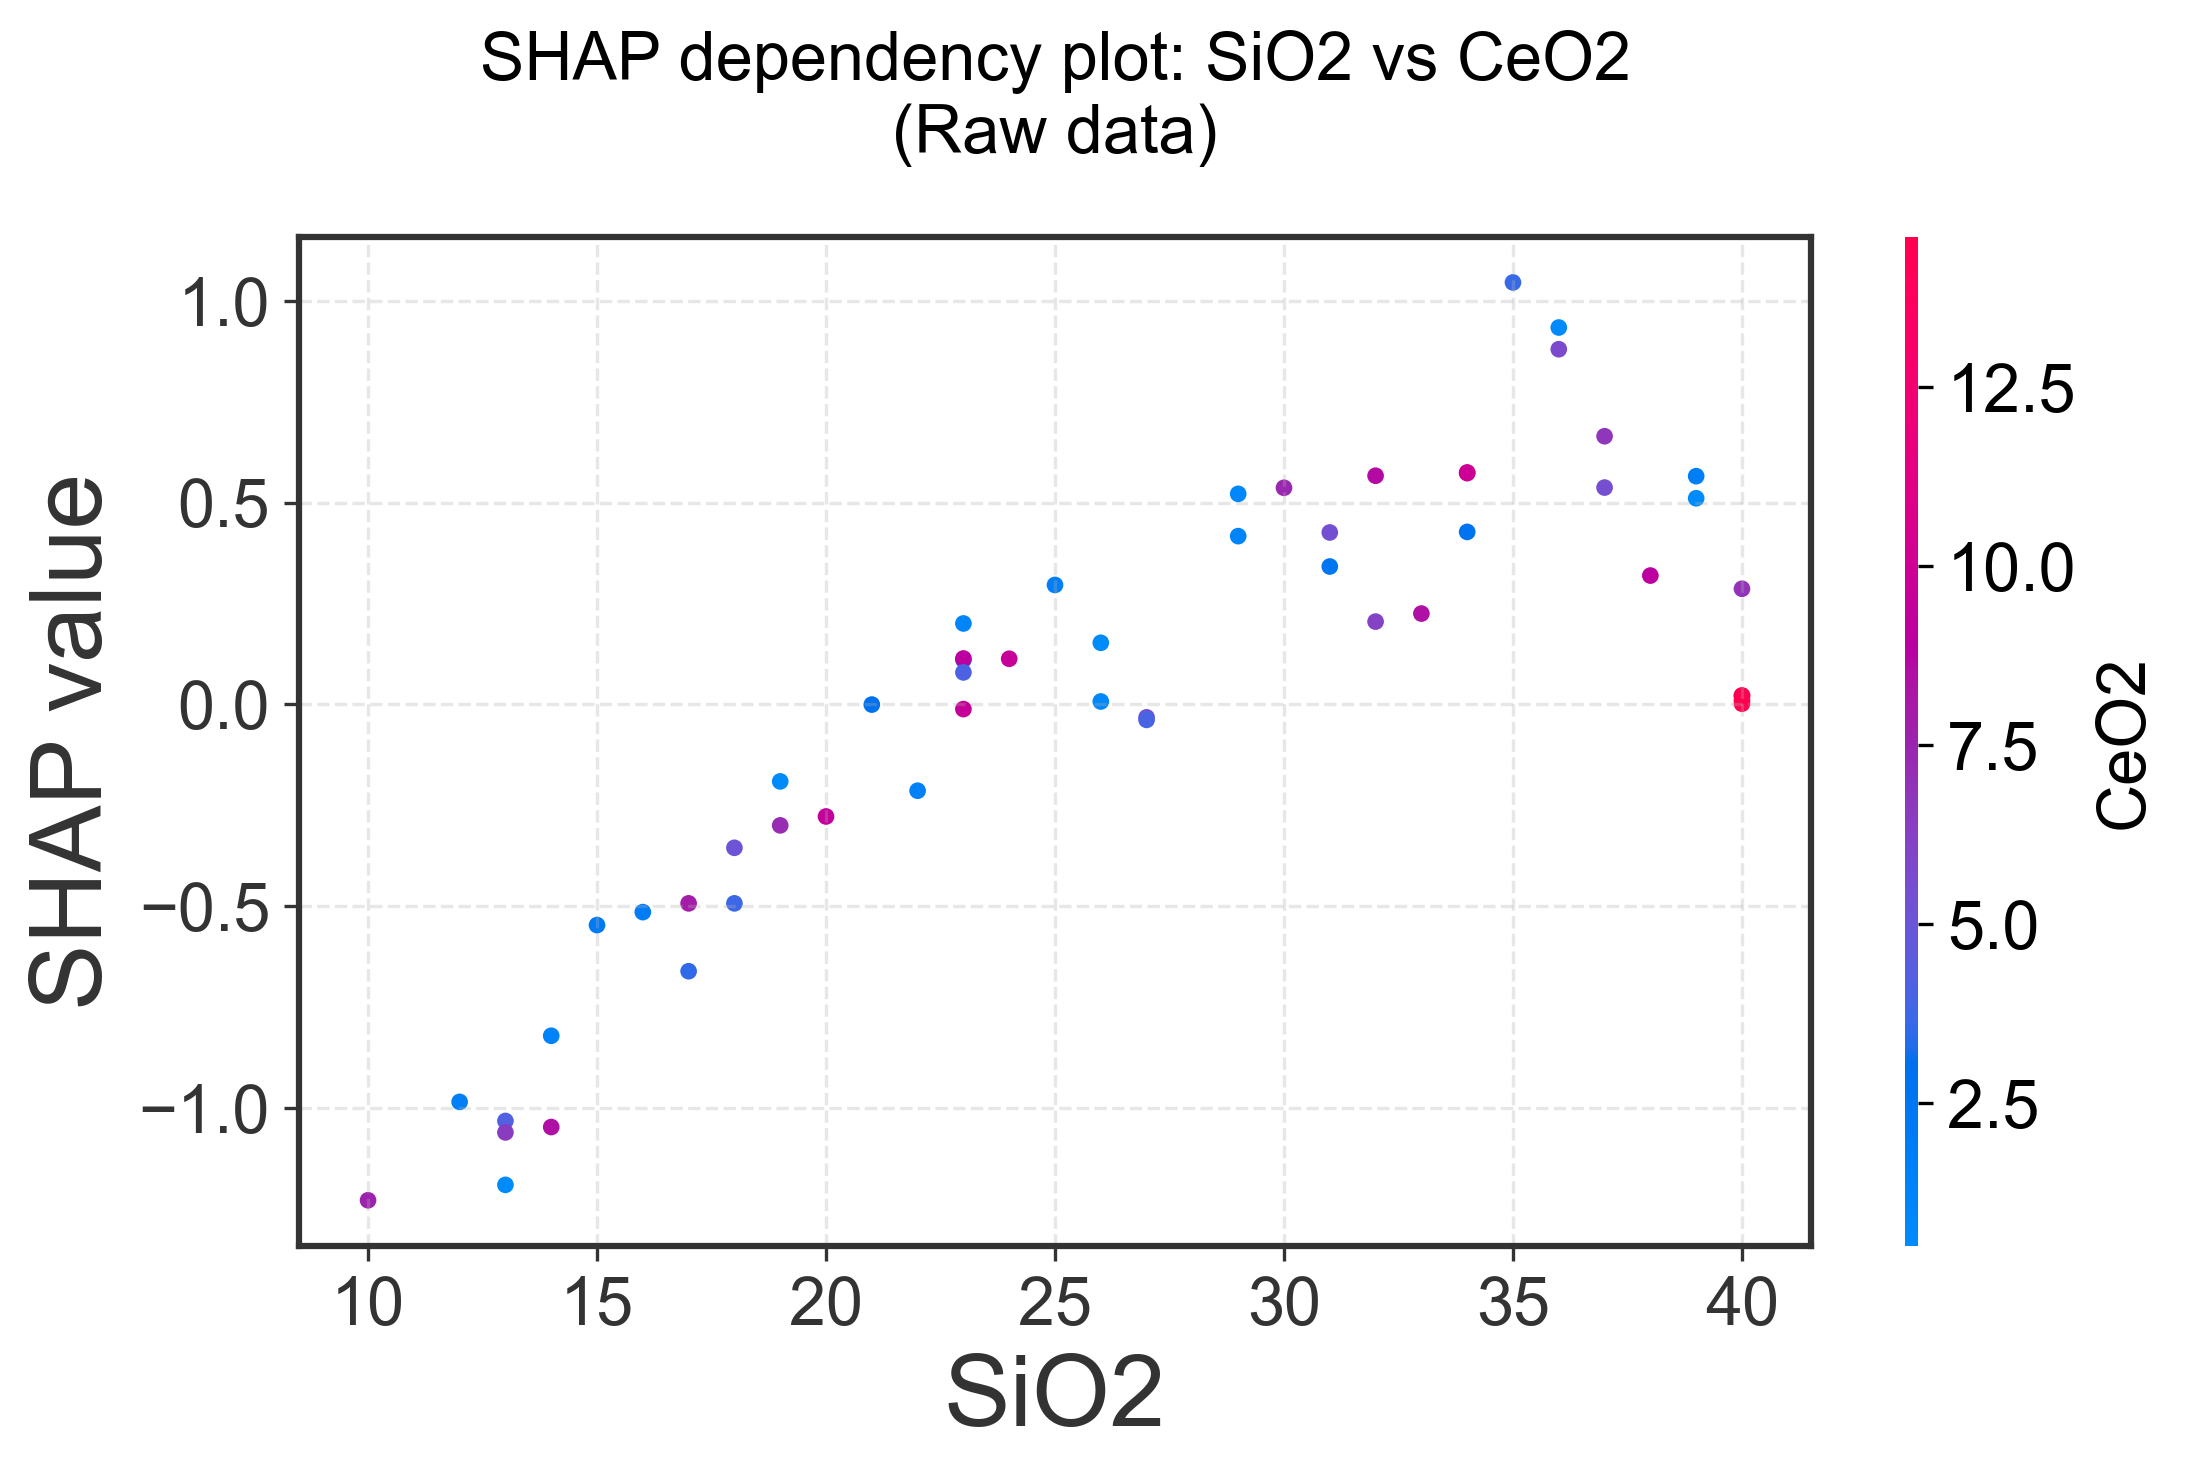 SHAP dependency plot: SiO2 vs CeO2
(Raw data)
SHAP value
1.0
0.5
0.0
−0.5
−1.0
10 15 20 25 30 35 40
SiO2
12.5
10.0
7.5
5.0
2.5
CeO2